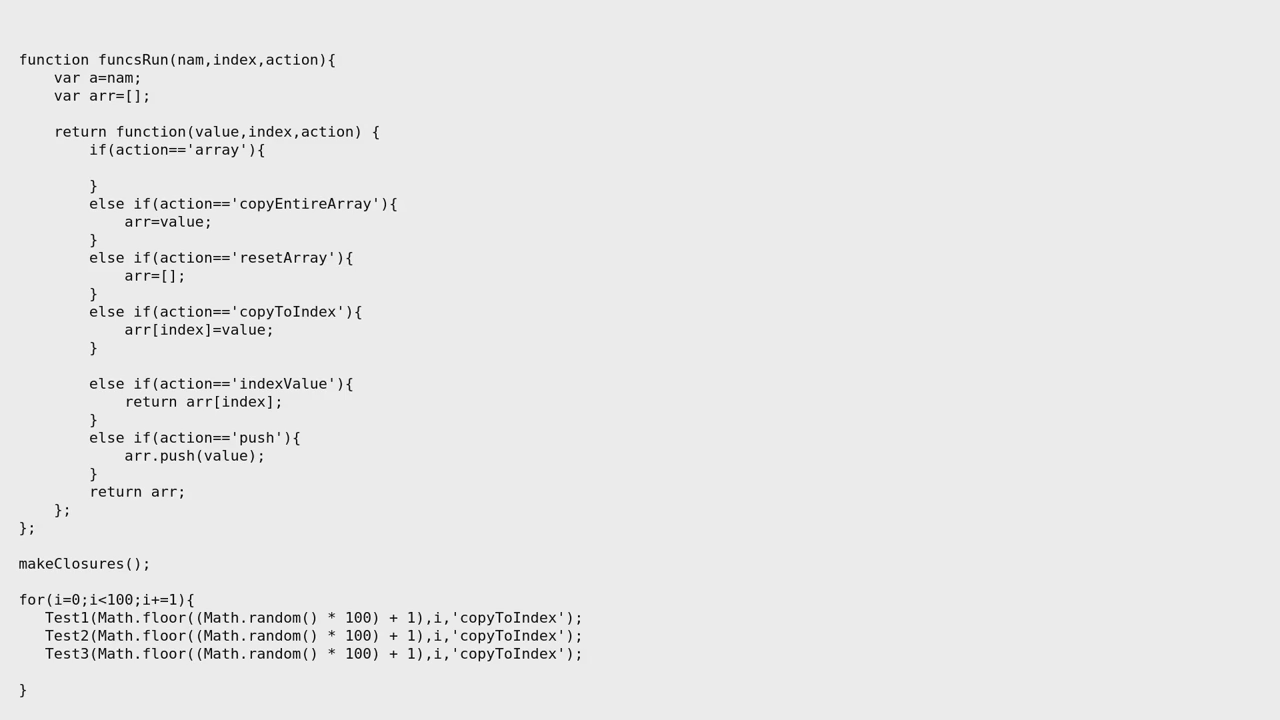 function funcsRun(nam,index,action){
    var a=nam;
    var arr=[];
    return function(value,index,action) {
        if(action=='array'){
        }
        else if(action=='copyEntireArray'){
            arr=value;
        }
        else if(action=='resetArray'){
            arr=[];
        }
        else if(action=='copyToIndex'){
            arr[index]=value;
        }
        else if(action=='indexValue'){
            return arr[index];
        }
        else if(action=='push'){
            arr.push(value);
        }
        return arr;
    };
};
makeClosures();
for(i=0;i<100;i+=1){
   Test1(Math.floor((Math.random() * 100) + 1),i,'copyToIndex');
   Test2(Math.floor((Math.random() * 100) + 1),i,'copyToIndex');
   Test3(Math.floor((Math.random() * 100) + 1),i,'copyToIndex');
}